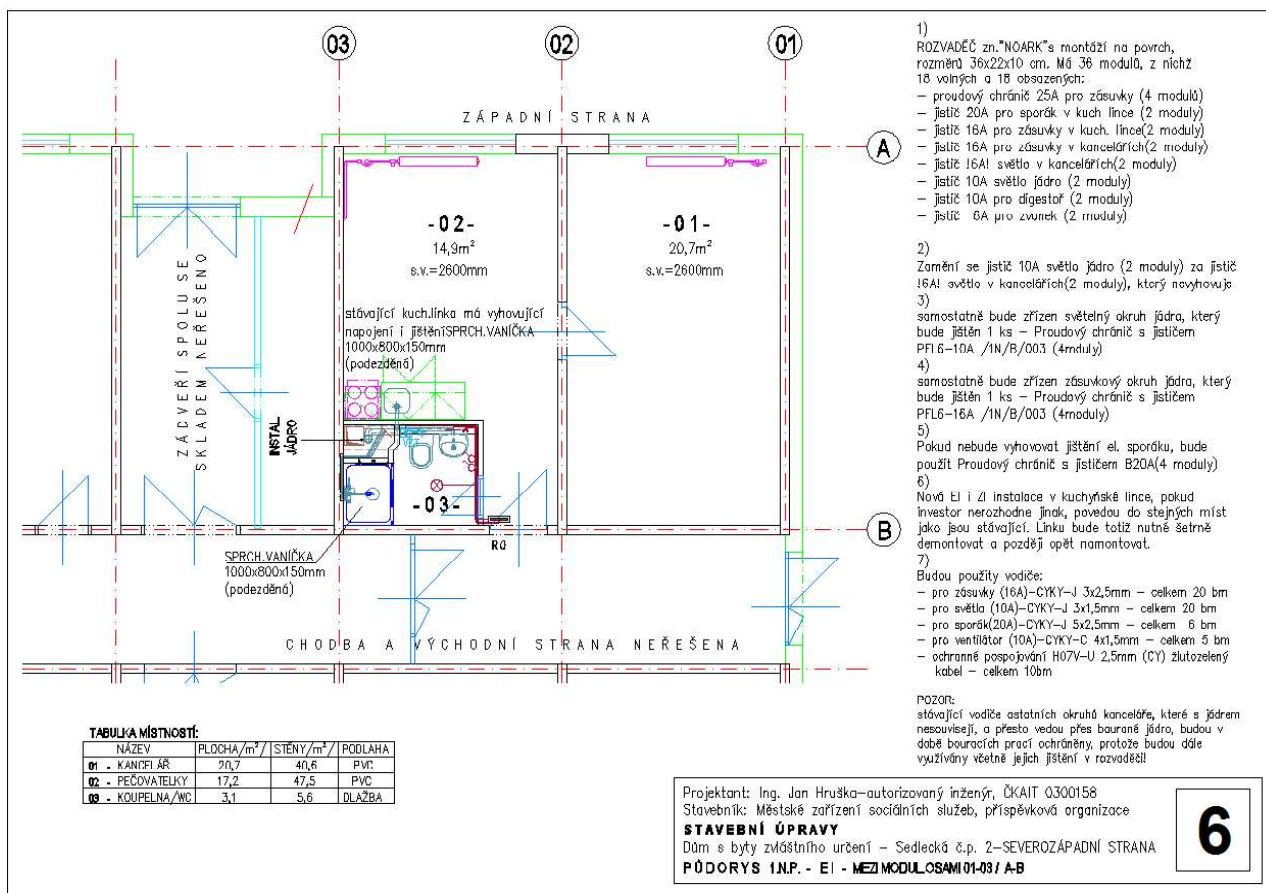 03
02
01
ZÁPADNÍ STRANA
A
-02-
14,9m²
s.v.=2600mm
-01-
20,7m²
s.v.=2600mm
ZÁDVEŘÍ SPOLU SE
SKLADEM NEŘEŠENO
stávající kuch.linka má vyhovující
napojení i jištěníSPRCH.VANIČKA
1000x800x150mm
(podezděná)
INSTAL
JÁDRO
-03-
B
RG
SPRCH.VANIČKA
1000x800x150mm
(podezděná)
CHODBA A VÝCHODNÍ STRANA NEŘEŠENA
1)
ROZVADĚČ zn."NOARK"s montáží na povrch,
rozměrů 36x22x10 cm. Má 36 modulů, z nichž
18 volných a 18 obsazených:
– proudový chránič 25A pro zásuvky (4 modulů)
– jistič 20A pro sporák v kuch lince (2 moduly)
– jistič 16A pro zásuvky v kuch. lince(2 moduly)
– jistič 16A pro zásuvky v kancelářích(2 moduly)
– jistič !6A! světlo v kancelářích(2 moduly)
– jistič 10A světlo jádro (2 moduly)
– jistič 10A pro digestoř (2 moduly)
– jistič 6A pro zvonek (2 moduly)
2)
Zamění se jistič 10A světlo jádro (2 moduly) za jistič
!6A! světlo v kancelářích(2 moduly), který nevyhovuje
3)
samostatně bude zřízen světelný okruh jádra, který
bude jištěn 1 ks – Proudový chránič s jističem
PFL6–10A /1N/B/003 (4moduly)
4)
samostatně bude zřízen zásuvkový okruh jádra, který
bude jištěn 1 ks – Proudový chránič s jističem
PFL6–16A /1N/B/003 (4moduly)
5)
Pokud nebude vyhovovat jištění el. sporáku, bude
použit Proudový chránič s jističem B20A(4 moduly)
6)
Nová EI i ZI instalace v kuchyňské lince, pokud
investor nerozhodne jinak, povedou do stejných míst
jako jsou stávající. Linku bude totiž nutné šetrně
demontovat a později opět namontovat.
7)
Budou použity vodiče:
– pro zásuvky (16A)–CYKY–J 3x2,5mm – celkem 20 bm
– pro světla (10A)–CYKY–J 3x1,5mm – celkem 20 bm
– pro sporák(20A)–CYKY–J 5x2,5mm – celkem 6 bm
– pro ventilátor (10A)–CYKY–C 4x1,5mm – celkem 5 bm
– ochranné pospojování H07V–U 2,5mm (CY) žlutozelený
kabel – celkem 10bm
POZOR:
stávající vodiče ostatních okruhů kanceláře, které s jádrem
nesouvisejí, a přesto vedou přes bourané jádro, budou v
době bouracích prací ochráněny, protože budou dále
využívány včetně jejich jištění v rozvaděči!
TABULKA MÍSTNOSTÍ:
NÁZEV PLOCHA/m²/ STĚNY/m²/ PODLAHA
01 - KANCELÁŘ 20,7 40,6 PVC
02 - PEČOVATELKY 17,2 47,5 PVC
03 - KOUPELNA/WC 3,1 5,6 DLAŽBA
Projektant: Ing. Jan Hruška–autorizovaný inženýr, ČKAIT 0300158
Stavebník: Městské zařízení sociálních služeb, příspěvková organizace
STAVEBNÍ ÚPRAVY
Dům s byty zvláštního určení – Sedlecká č.p. 2–SEVEROZÁPADNÍ STRANA
PŮDORYS 1.N.P. - EI - MEZI MODUL.OSAMI 01-03 / A-B
6